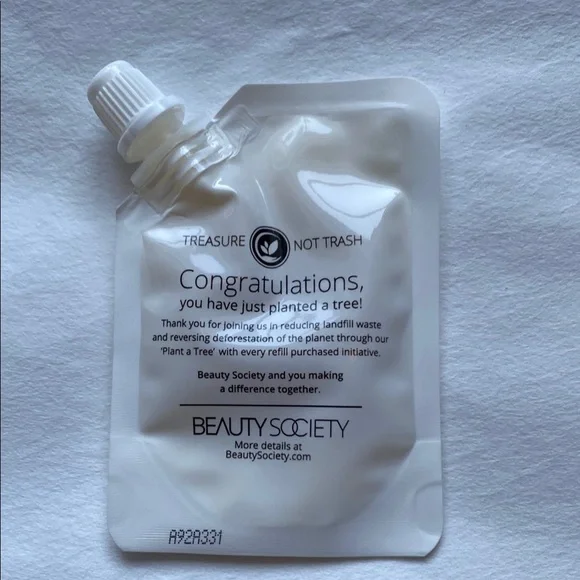 TREASURE NOT TRASH
Congratulations,
you have just planted a tree!
Thank you for joining us in reducing landfill waste
and reversing deforestation of the planet through our
'Plant a Tree' with every refill purchased initiative.
Beauty Society and you making
a difference together.
BEAUTYSOCIETY
More details at
BeautySociety.com
A92A331